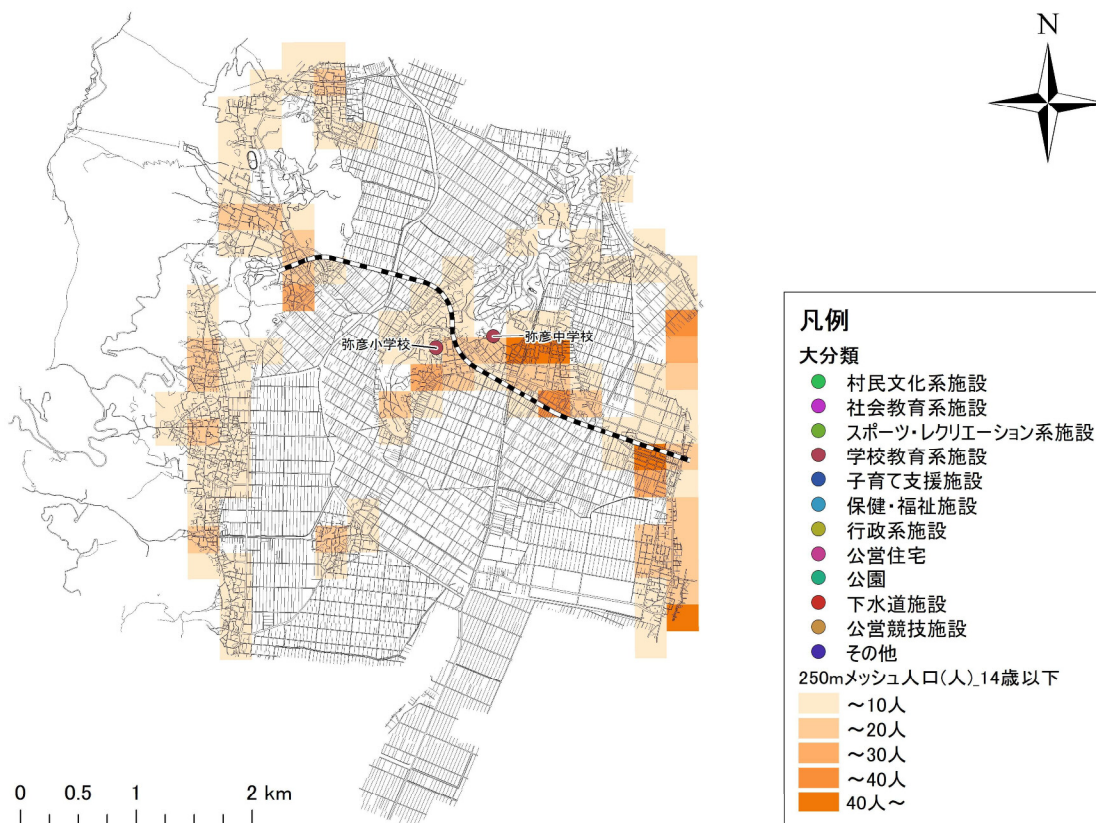 N
弥彦中学校
弥彦小学校
凡例
大分類
村民文化系施設
社会教育系施設
スポーツ・レクリエーション系施設
学校教育系施設
子育て支援施設
保健・福祉施設
行政系施設
公営住宅
公園
下水道施設
公営競技施設
その他
250mメッシュ人口(人)_14歳以下
～10人
～20人
～30人
～40人
40人～
0 0.5 1 2 km